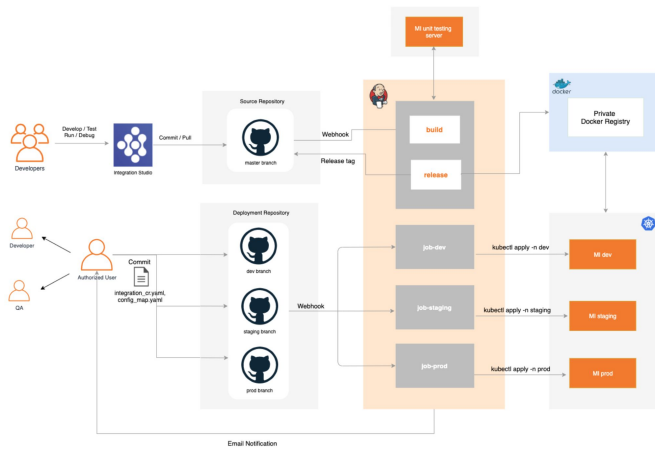 MI unit testing
server
Source Repository
docker
Private
Docker Registry
Develop / Test
Run / Debug
Commit / Pull
Webhook
build
Developers
Integration Studio
master branch
Release tag
release
Deployment Repository
Developer
Authorized User
Commit
integration_cr.yaml,
config_map.yaml
QA
dev branch
staging branch
prod branch
Webhook
job-dev
kubectl apply -n dev
MI dev
job-staging
kubectl apply -n staging
MI staging
job-prod
kubectl apply -n prod
MI prod
Email Notification